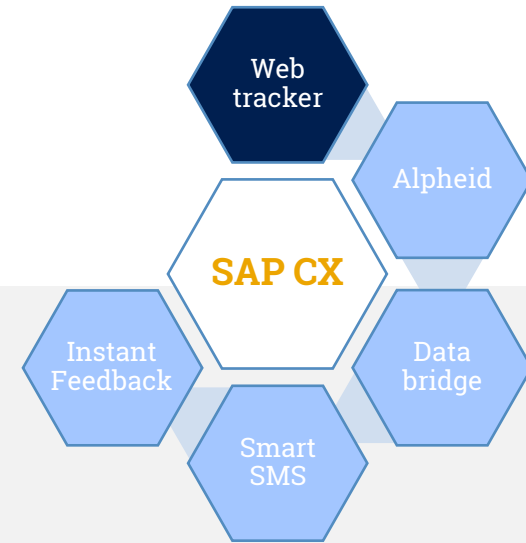 Web
tracker
Alpheid
SAP CX
Instant
Feedback
Data
bridge
Smart
SMS